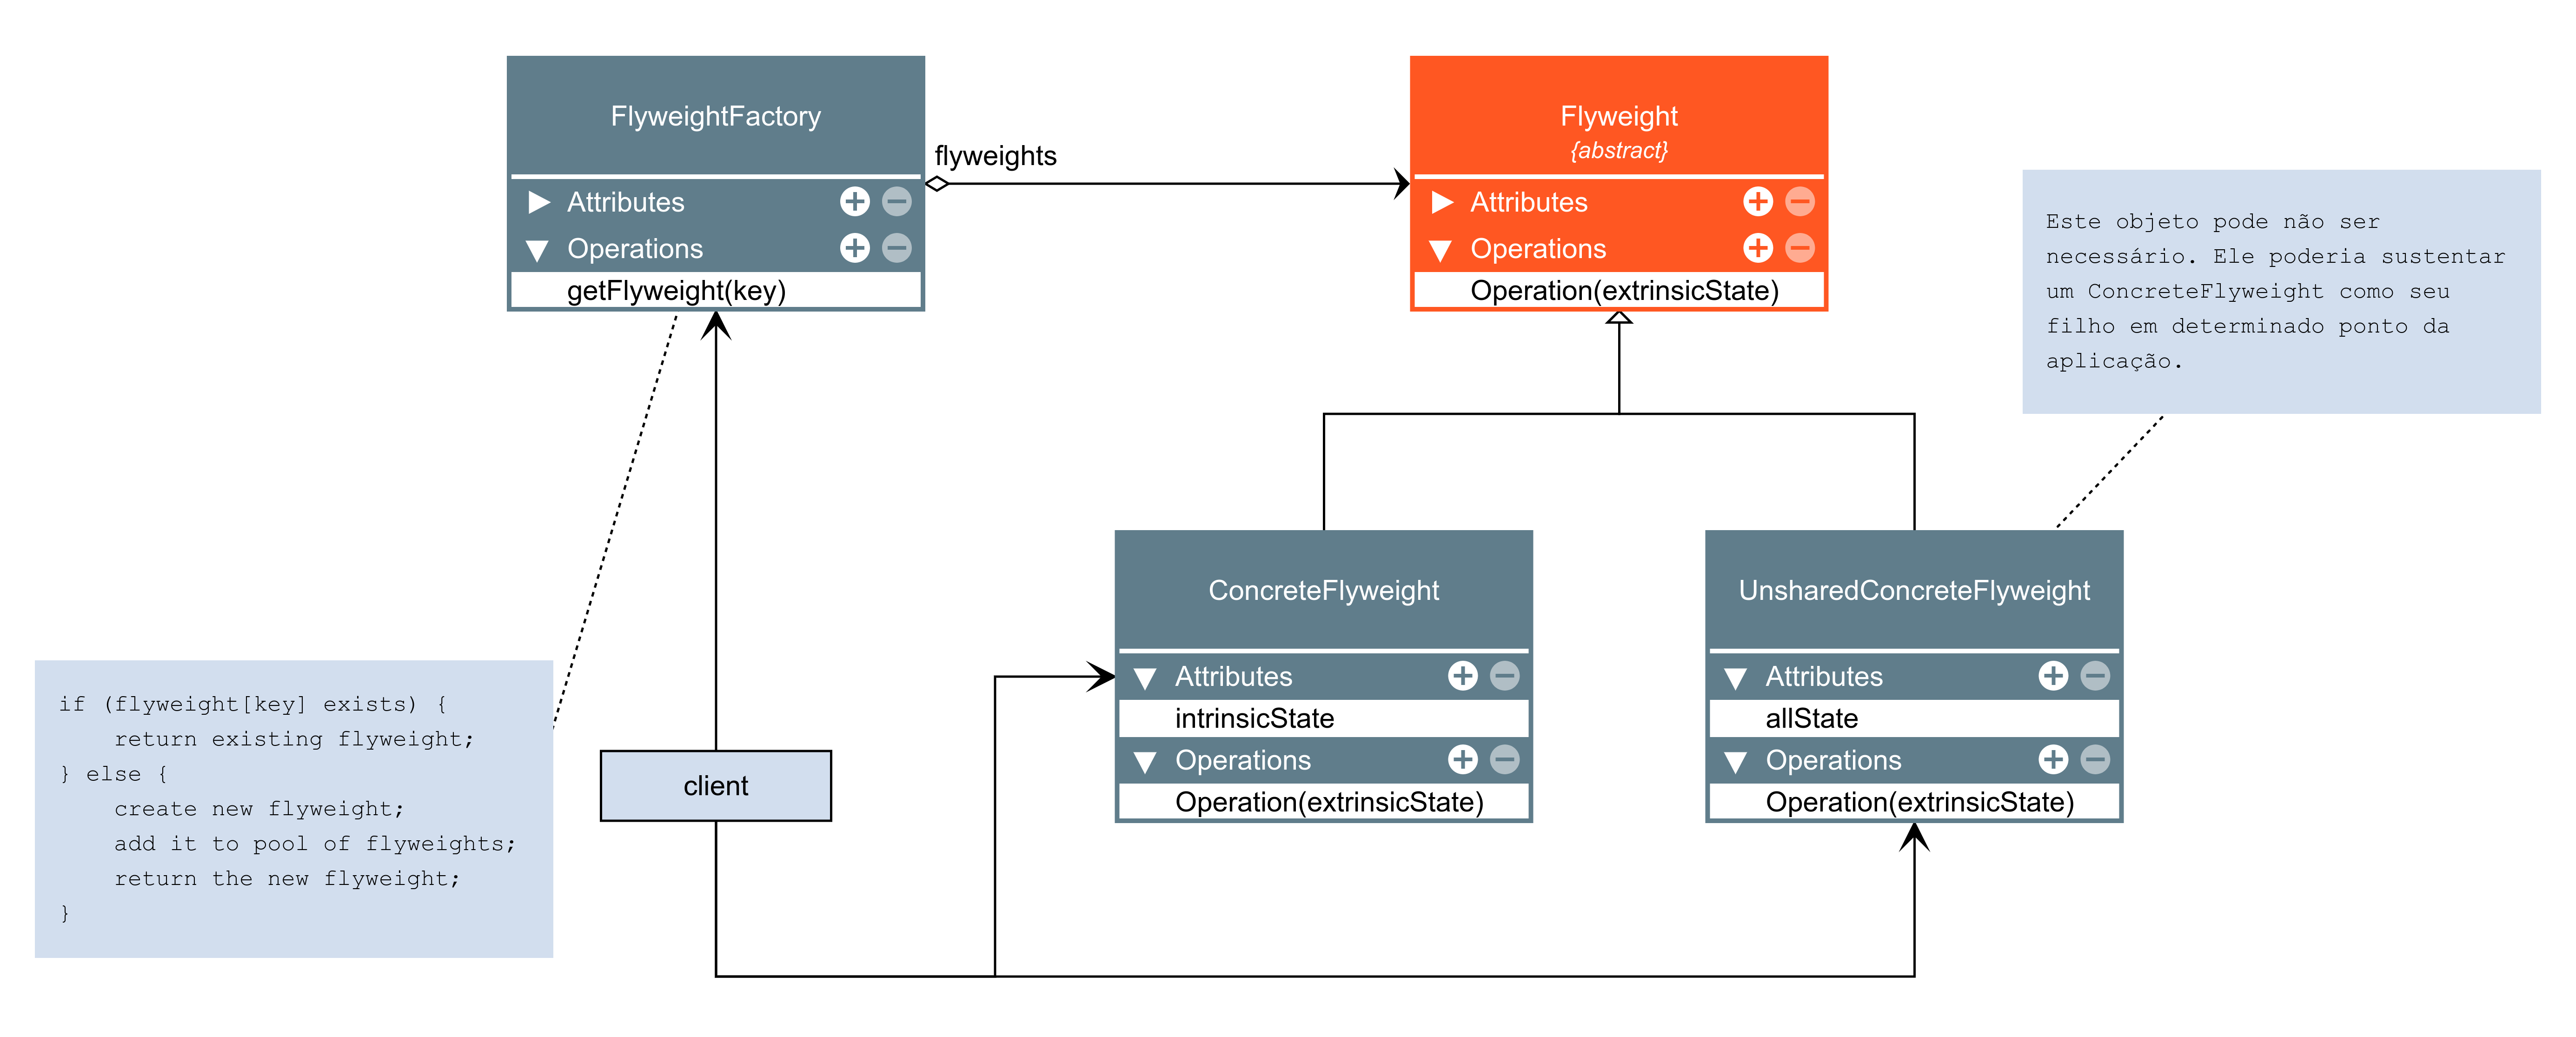 FlyweightFactory
Attributes
Operations
getFlyweight(key)
flyweights
Flyweight
{abstract}
Attributes
Operations
Operation(extrinsicState)
Este objeto pode não ser
necessário. Ele poderia sustentar
um ConcreteFlyweight como seu
filho em determinado ponto da
aplicação.
if (flyweight[key] exists) {
    return existing flyweight;
} else {
    create new flyweight;
    add it to pool of flyweights;
    return the new flyweight;
}
client
ConcreteFlyweight
Attributes
intrinsicState
Operations
Operation(extrinsicState)
UnsharedConcreteFlyweight
Attributes
allState
Operations
Operation(extrinsicState)